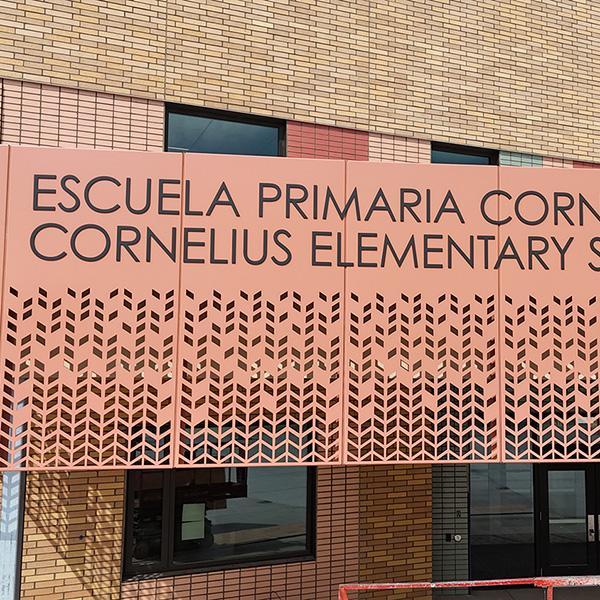 ESCUELA PRIMARIA CORN
CORNELIUS ELEMENTARY S